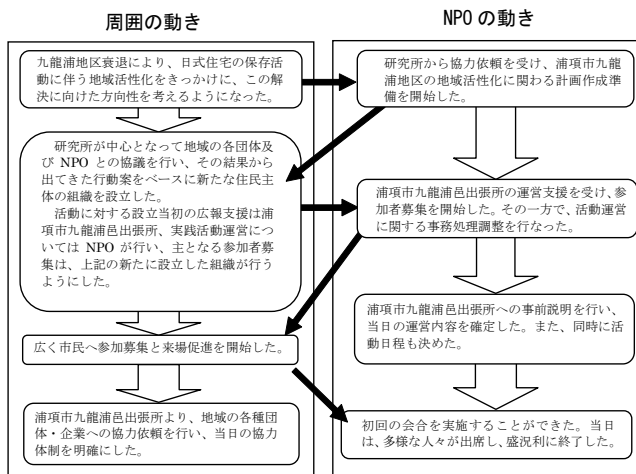 周囲の動き
九龍浦地区衰退により、日式住宅の保存活
動に伴う地域活性化をきっかけに、この解
決に向けた方向性を考えるようになった。
研究所が中心となって地域の各団体
及び NPO との協議を行い、その結果から
出てきた行動案をベースに新たな住民主
体の組織を設立した。
活動に対する設立当初の広報支援は浦
項市九龍浦邑出張所、実践活動運営につ
いては NPO が行い、主となる参加者募
集は、上記の新たに設立した組織が行う
ようにした。
広く市民へ参加募集と来場促進を開始した。
浦項市九龍浦邑出張所より、地域の各種団
体・企業への協力依頼を行い、当日の協力
体制を明確にした。
NPO の動き
研究所から協力依頼を受け、浦項市九龍
浦地区の地域活性化に関わる計画作成準
備を開始した。
浦項市九龍浦邑出張所の運営支援を受け、参
加者募集を開始した。その一方で、活動運営
に関する事務処理調整を行なった。
浦項市九龍浦邑出張所への事前説明を行い、
当日の運営内容を確定した。また、同時に活
動日程も決めた。
初回の会合を実施することができた。当日
は、多様な人々が出席し、盛況利に終了した。